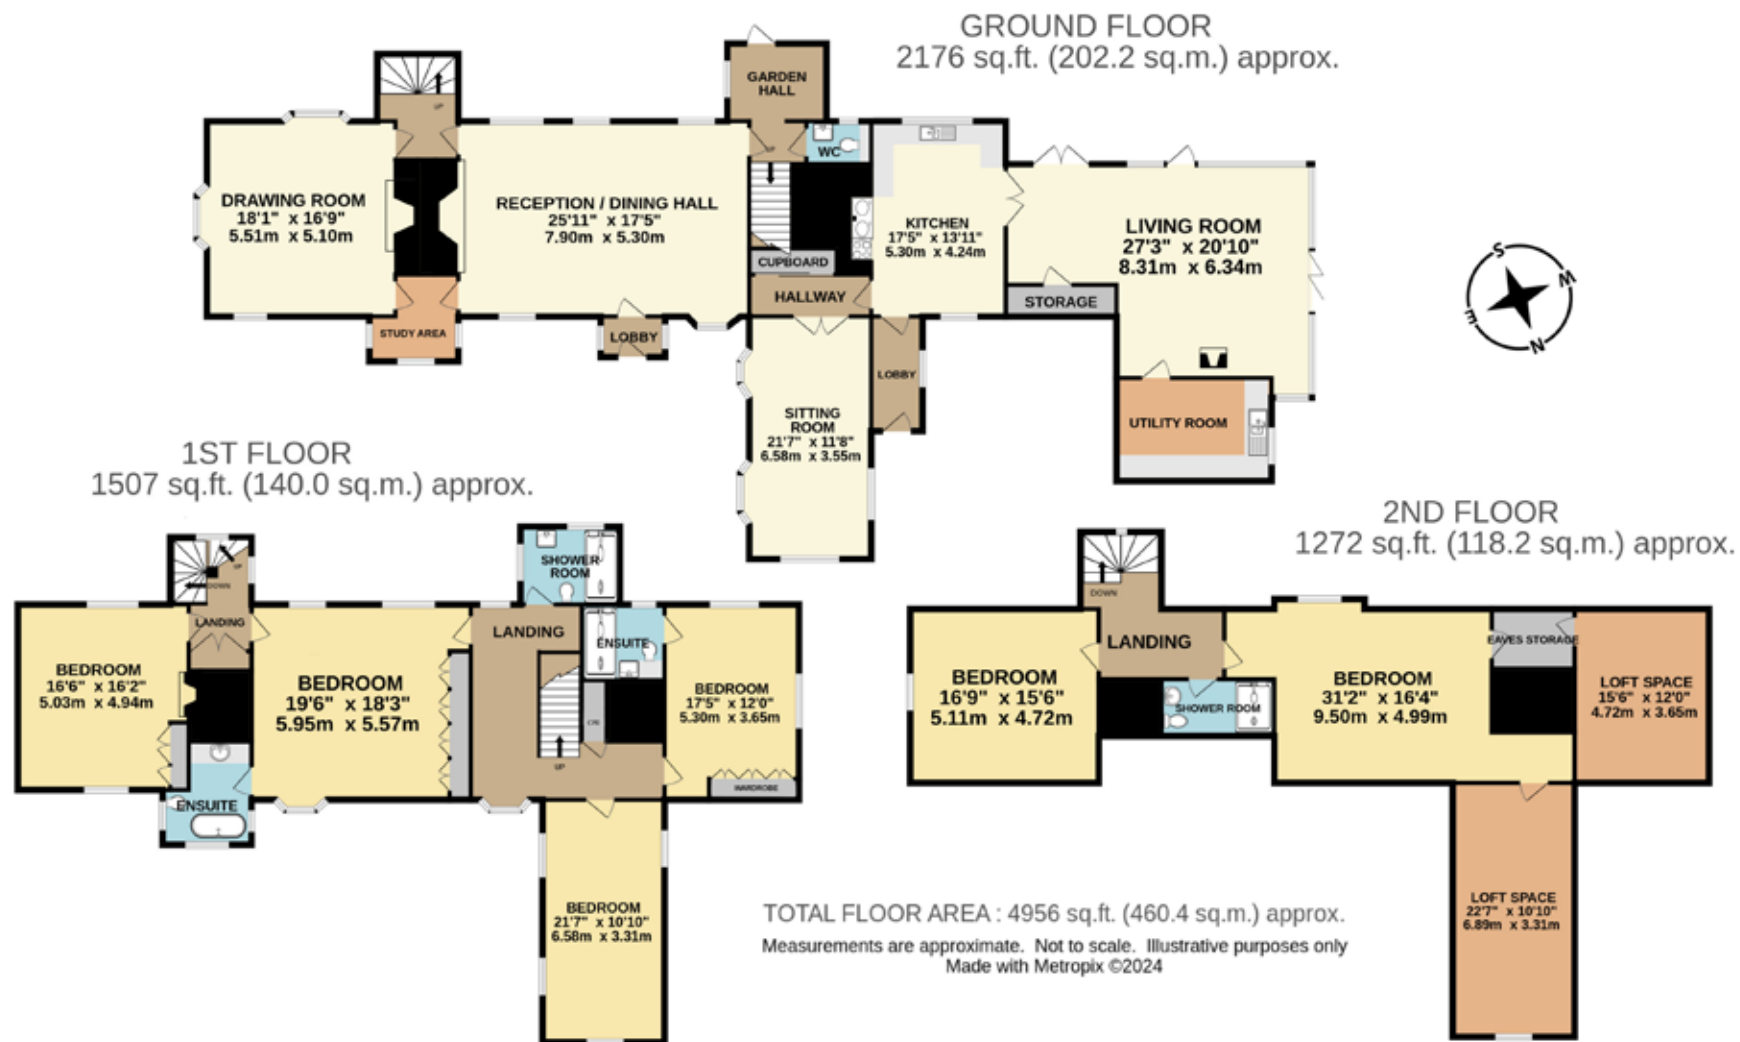 GROUND FLOOR
2176 sq.ft. (202.2 sq.m.) approx.
GARDEN
HALL
UP
UP
WC
DRAWING ROOM
18'1" x 16'9"
5.51m x 5.10m
RECEPTION / DINING HALL
25'11" x 17'5"
7.90m x 5.30m
KITCHEN
17'5" x 13'11"
5.30m x 4.24m
LIVING ROOM
27'3" x 20'10"
8.31m x 6.34m
CUPBOARD
HALLWAY
STORAGE
STUDY AREA
LOBBY
LOBBY
SITTING
ROOM
21'7" x 11'8"
6.58m x 3.55m
UTILITY ROOM
S
W
E
N
1ST FLOOR
1507 sq.ft. (140.0 sq.m.) approx.
UP
DOWN
LANDING
SHOWER
ROOM
LANDING
ENSUITE
BEDROOM
16'6" x 16'2"
5.03m x 4.94m
BEDROOM
19'6" x 18'3"
5.95m x 5.57m
BEDROOM
17'5" x 12'0"
5.30m x 3.65m
UP
WARDROBE
ENSUITE
BEDROOM
21'7" x 10'10"
6.58m x 3.31m
2ND FLOOR
1272 sq.ft. (118.2 sq.m.) approx.
DOWN
LANDING
EAVES STORAGE
BEDROOM
16'9" x 15'6"
5.11m x 4.72m
SHOWER ROOM
BEDROOM
31'2" x 16'4"
9.50m x 4.99m
LOFT SPACE
15'6" x 12'0"
4.72m x 3.65m
LOFT SPACE
22'7" x 10'10"
6.89m x 3.31m
TOTAL FLOOR AREA : 4956 sq.ft. (460.4 sq.m.) approx.
Measurements are approximate. Not to scale. Illustrative purposes only
Made with Metropix ©2024